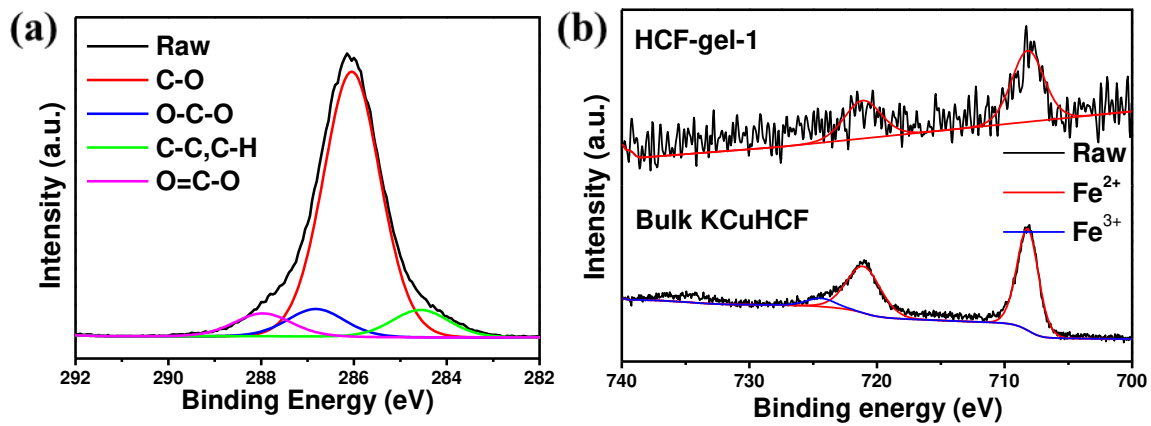 (a)
Raw
C-O
O-C-O
C-C,C-H
O=C-O
Intensity (a.u.)
292 290 288 286 284 282
Binding Energy (eV)
(b)
HCF-gel-1
Raw
Fe²⁺
Bulk KCuHCF
Fe³⁺
Intensity (a.u.)
740 730 720 710 700
Binding energy (eV)